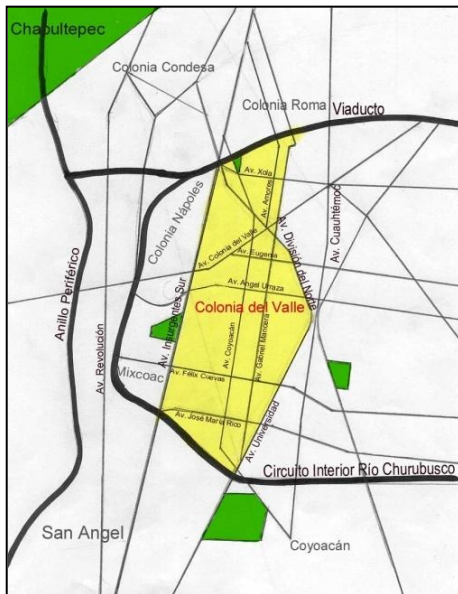 Chapultepec
Colonia Condesa
Colonia Roma
Viaducto
Av. Xola
Av. Amores
Colonia Nápoles
Av. Cuauhtémoc
Av. División del Norte
Av. Colonia del Valle
Av. Eugenia
Av. Angel Urraza
Anillo Periférico
Av. Revolución
Av. Insurgentes Sur
Colonia del Valle
Av. Coyoacán
Av. Gabriel Mancera
Mixcoac
Av. Félix Cuevas
Av. José María Rico
Av. Universidad
Circuito Interior Río Churubusco
San Angel
Coyoacán